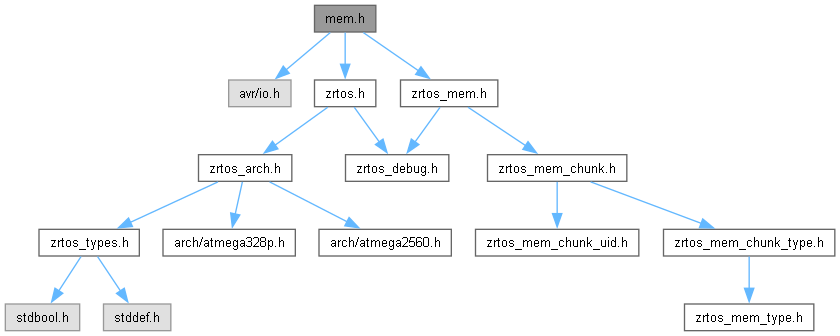 mem.h
avr/io.h
zrtos.h
zrtos_mem.h
zrtos_arch.h
zrtos_debug.h
zrtos_mem_chunk.h
zrtos_types.h
arch/atmega328p.h
arch/atmega2560.h
zrtos_mem_chunk_uid.h
zrtos_mem_chunk_type.h
stdbool.h
stddef.h
zrtos_mem_type.h